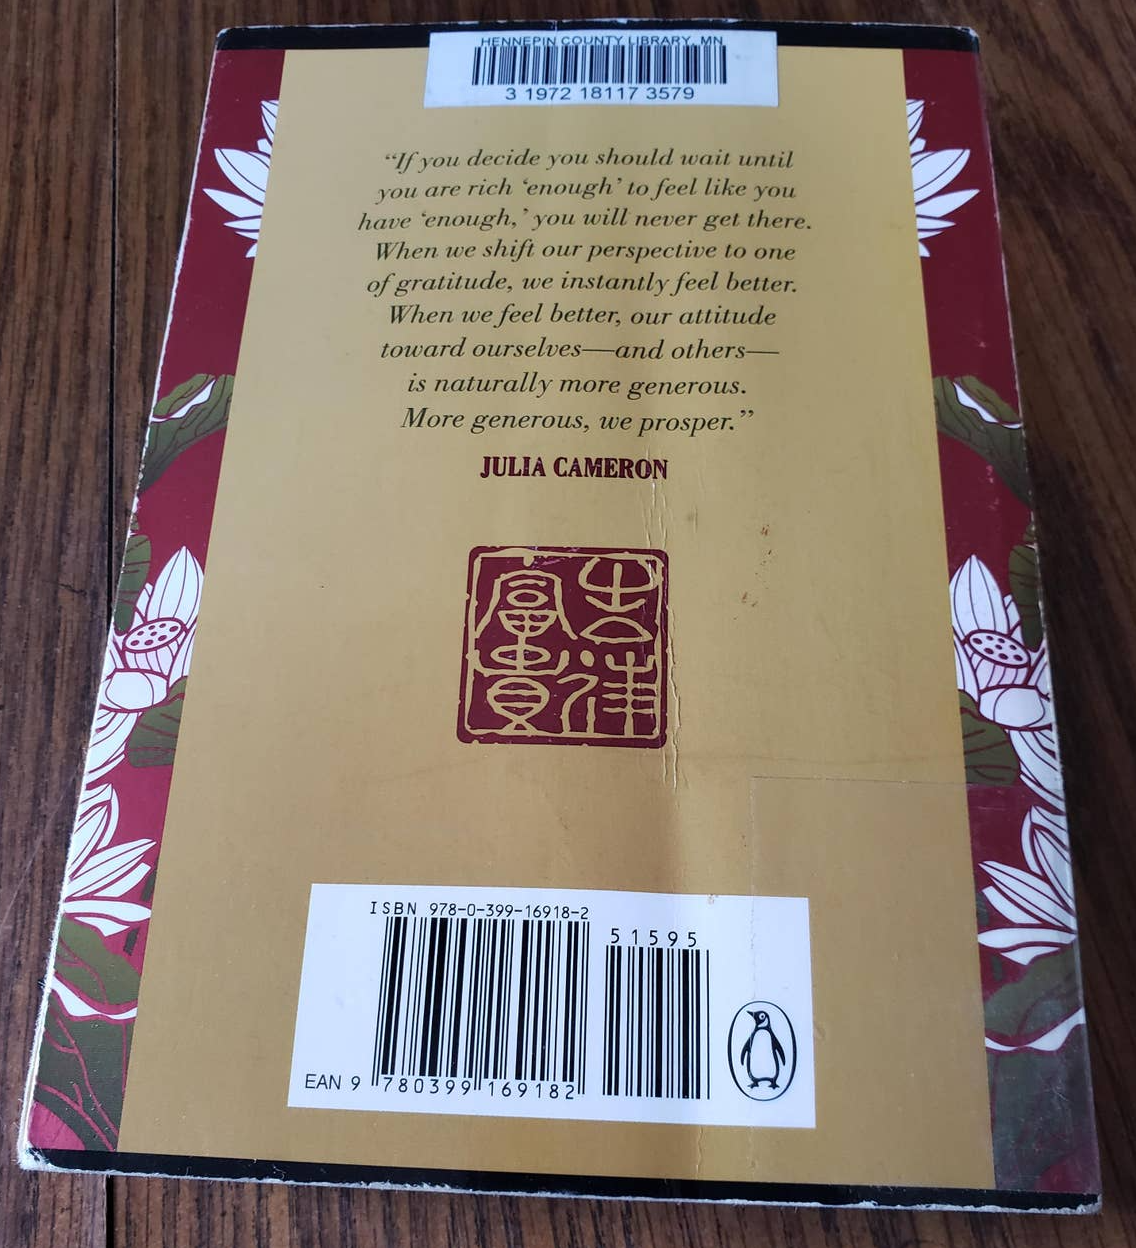 HENNEPIN COUNTY LIBRARY, MN
3 1972 18117 3579
“If you decide you should wait until
you are rich ‘enough’ to feel like you
have ‘enough,’ you will never get there.
When we shift our perspective to one
of gratitude, we instantly feel better.
When we feel better, our attitude
toward ourselves—and others—
is naturally more generous.
More generous, we prosper.”
JULIA CAMERON
富貴
ISBN 978-0-399-16918-2
51595
EAN 9 780399 169182